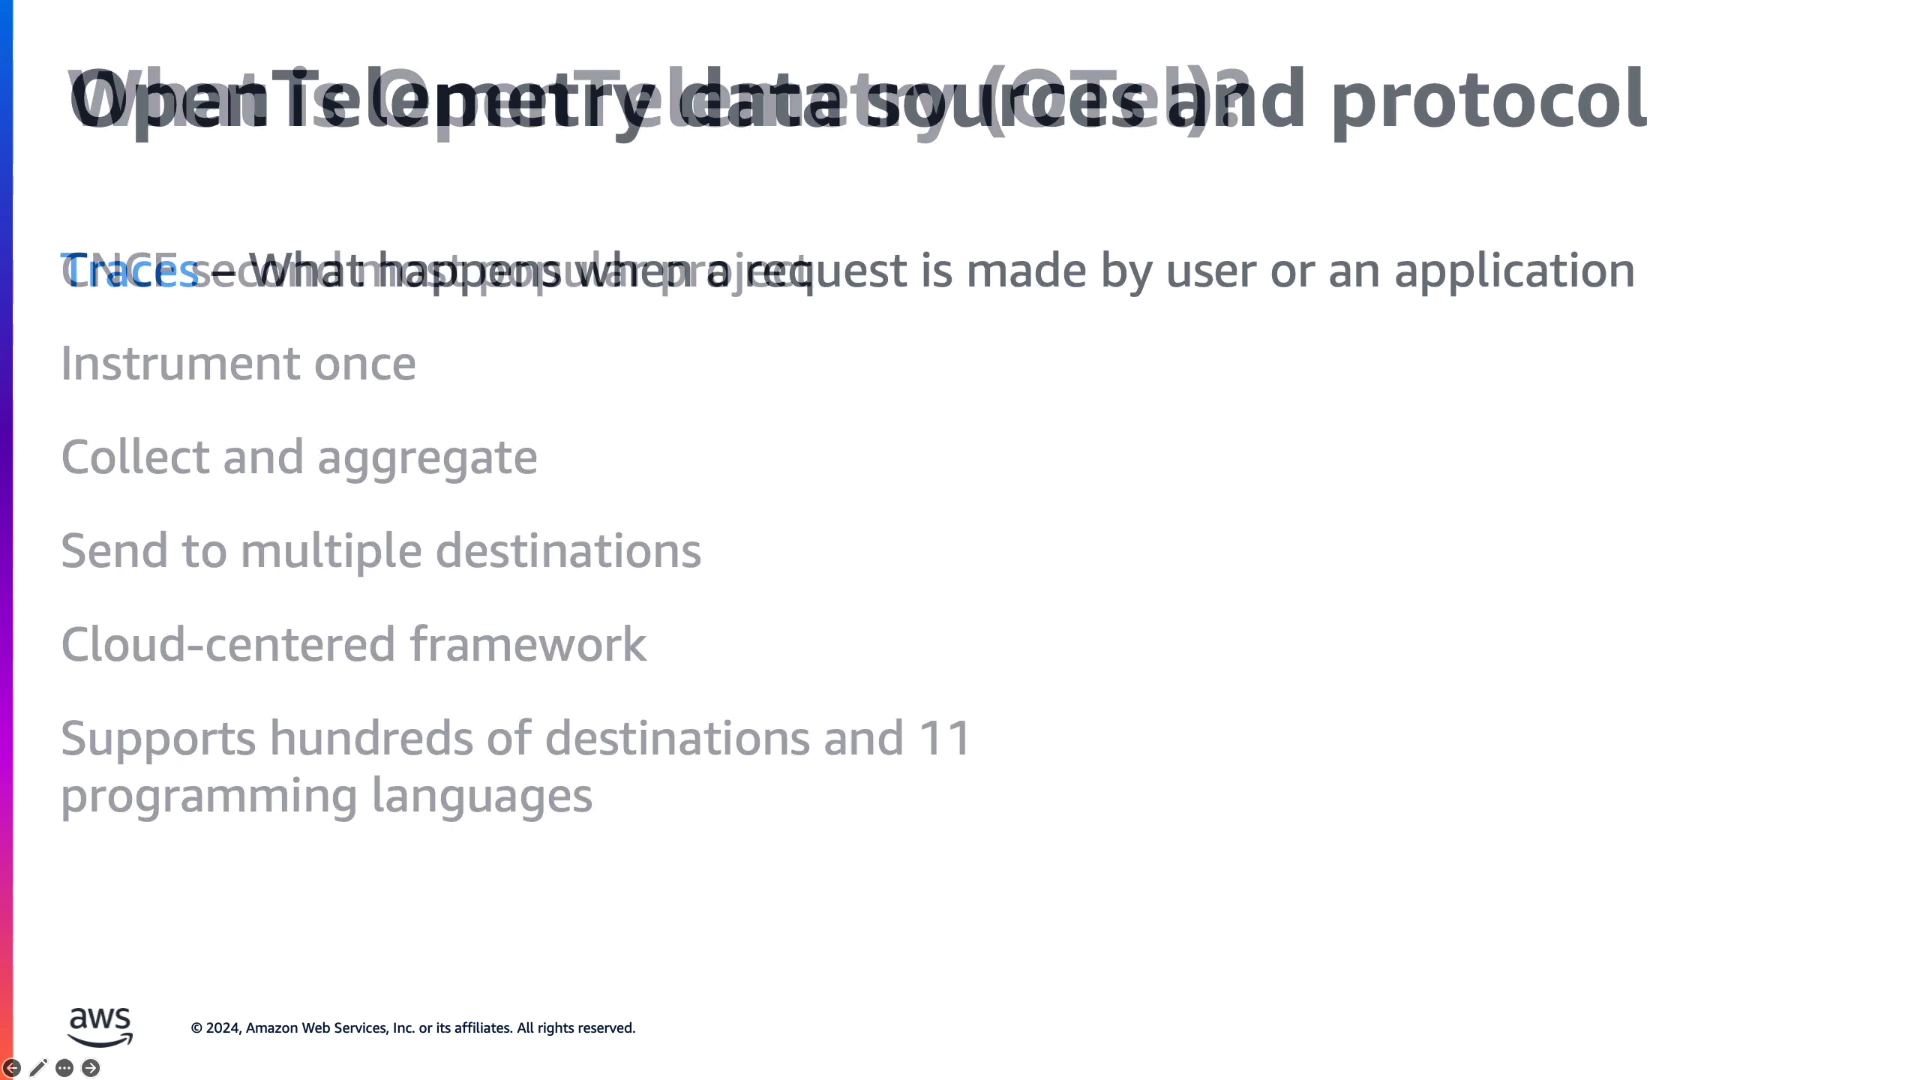 What is OpenTelemetry (OTel)?
OpenTelemetry data sources and protocol
CNCF second most popular project
Traces – What happens when a request is made by user or an application
Instrument once
Collect and aggregate
Send to multiple destinations
Cloud-centered framework
Supports hundreds of destinations and 11
programming languages
aws
© 2024, Amazon Web Services, Inc. or its affiliates. All rights reserved.